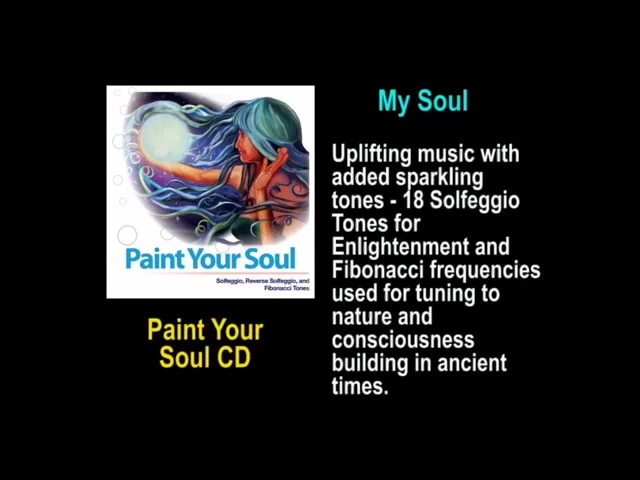 My Soul
Uplifting music with
added sparkling
tones - 18 Solfeggio
Tones for
Enlightenment and
Fibonacci frequencies
used for tuning to
nature and
consciousness
building in ancient
times.
Paint Your Soul
Solfeggio, Reverse Solfeggio, and
Fibonacci Tones
Paint Your
Soul CD